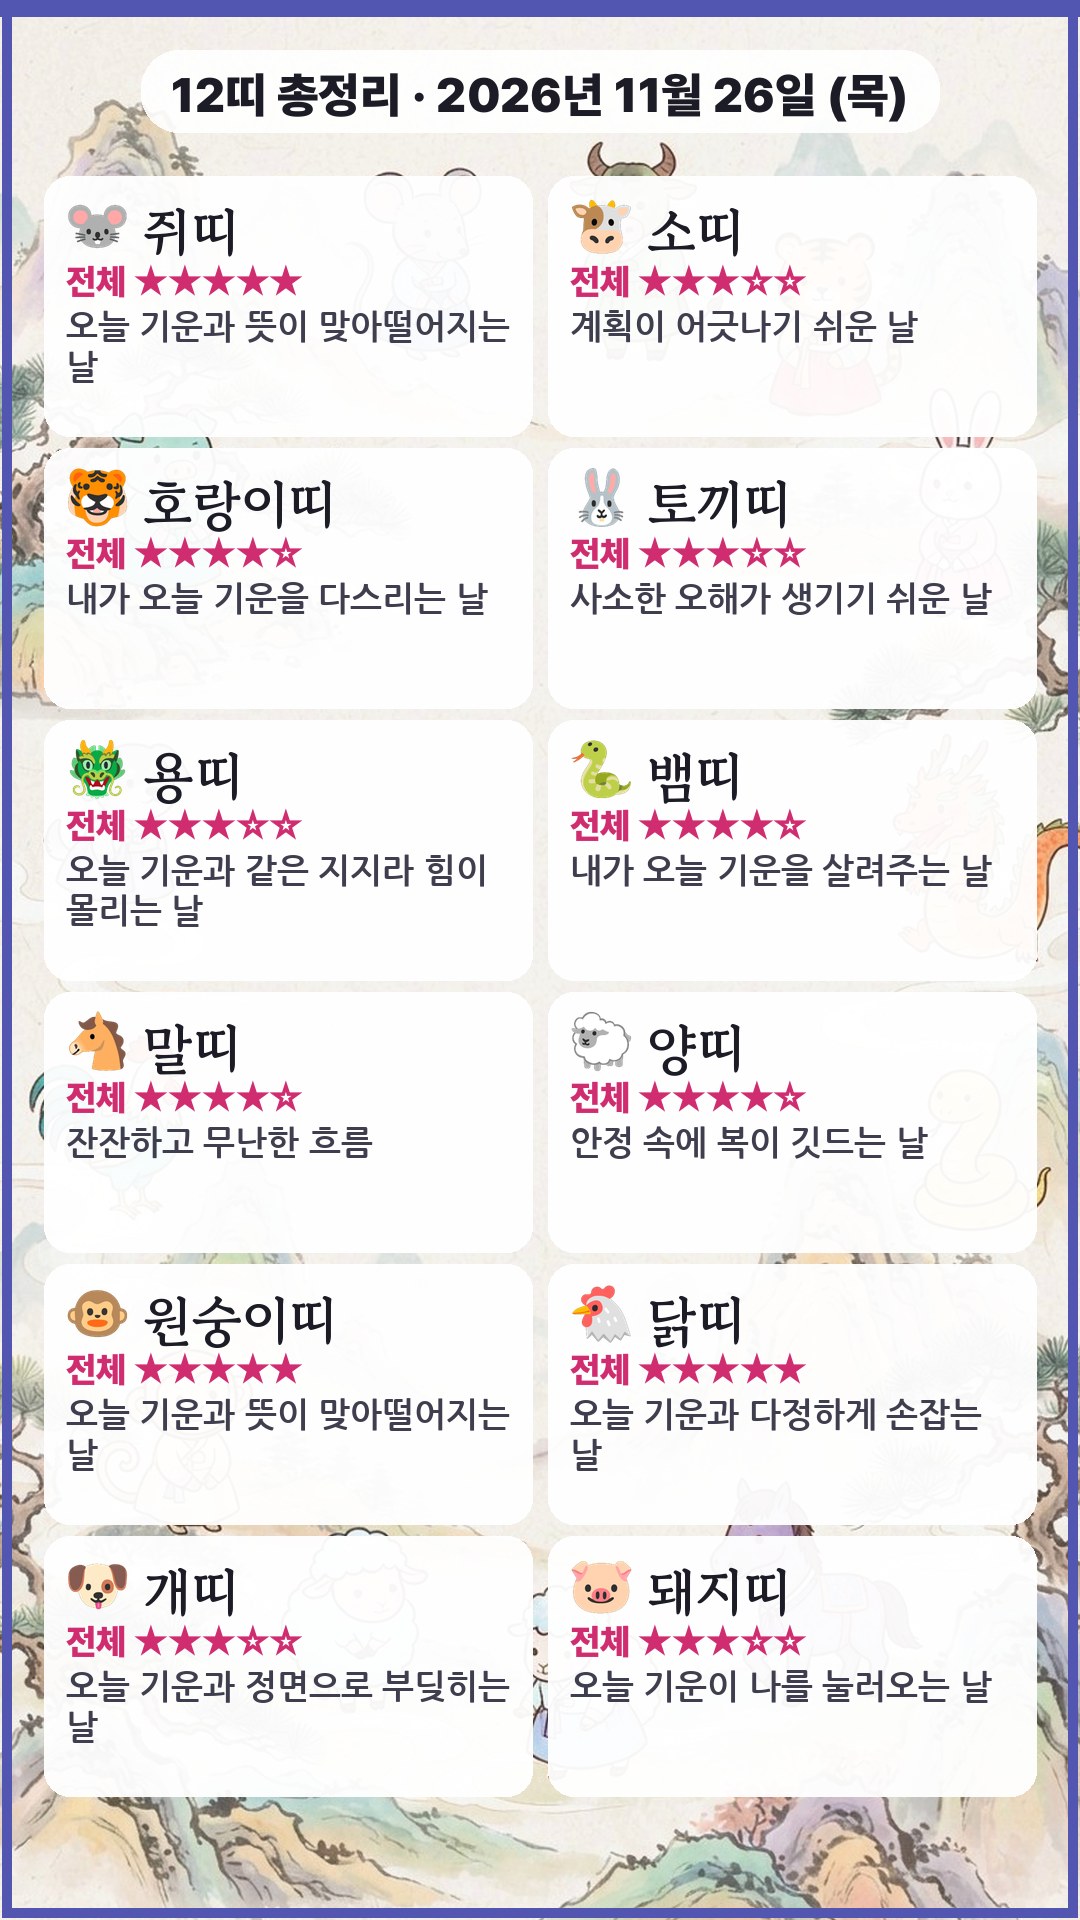 12띠 총정리 · 2026년 11월 26일 (목)
쥐띠
전체 ★★★★★
오늘 기운과 뜻이 맞아떨어지는
날
소띠
전체 ★★★☆☆
계획이 어긋나기 쉬운 날
호랑이띠
전체 ★★★★☆
내가 오늘 기운을 다스리는 날
토끼띠
전체 ★★★☆☆
사소한 오해가 생기기 쉬운 날
용띠
전체 ★★★☆☆
오늘 기운과 같은 지지라 힘이
몰리는 날
뱀띠
전체 ★★★★☆
내가 오늘 기운을 살려주는 날
말띠
전체 ★★★★☆
잔잔하고 무난한 흐름
양띠
전체 ★★★★☆
안정 속에 복이 깃드는 날
원숭이띠
전체 ★★★★★
오늘 기운과 뜻이 맞아떨어지는
날
닭띠
전체 ★★★★★
오늘 기운과 다정하게 손잡는
날
개띠
전체 ★★★☆☆
오늘 기운과 정면으로 부딪히는
날
돼지띠
전체 ★★★☆☆
오늘 기운이 나를 눌러오는 날